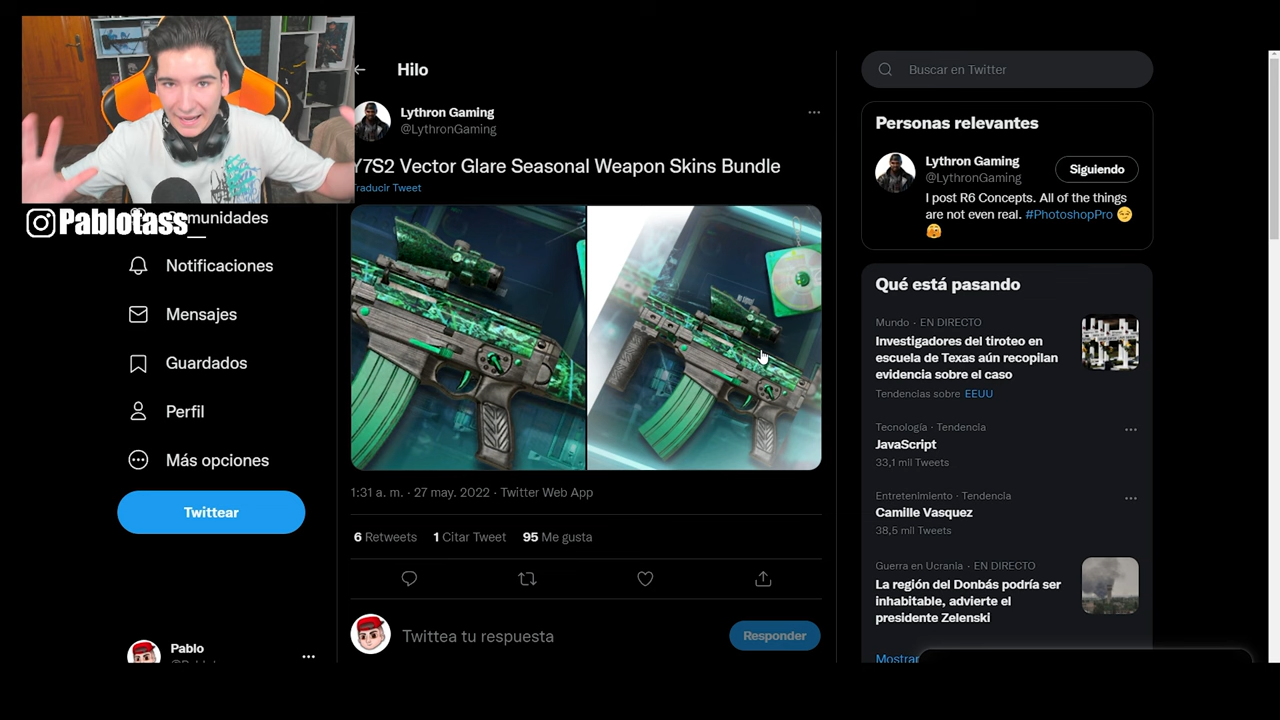 Pablotass_
Comunidades
Notificaciones
Mensajes
Guardados
Perfil
Más opciones
Twittear
Pablo
Hilo
Lythron Gaming
@LythronGaming
Y7S2 Vector Glare Seasonal Weapon Skins Bundle
Traducir Tweet
1:31 a. m. · 27 may. 2022 · Twitter Web App
6 Retweets 1 Citar Tweet 95 Me gusta
Twittea tu respuesta
Responder
Buscar en Twitter
Personas relevantes
Lythron Gaming
@LythronGaming
Siguiendo
I post R6 Concepts. All of the things
are not even real. #PhotoshopPro 😏
Qué está pasando
Mundo · EN DIRECTO
Investigadores del tiroteo en
escuela de Texas aún recopilan
evidencia sobre el caso
Tendencias sobre EEUU
Tecnología · Tendencia
JavaScript
33,1 mil Tweets
Entretenimiento · Tendencia
Camille Vasquez
38,5 mil Tweets
Guerra en Ucrania · EN DIRECTO
La región del Donbás podría ser
inhabitable, advierte el
presidente Zelenski
Mostrar